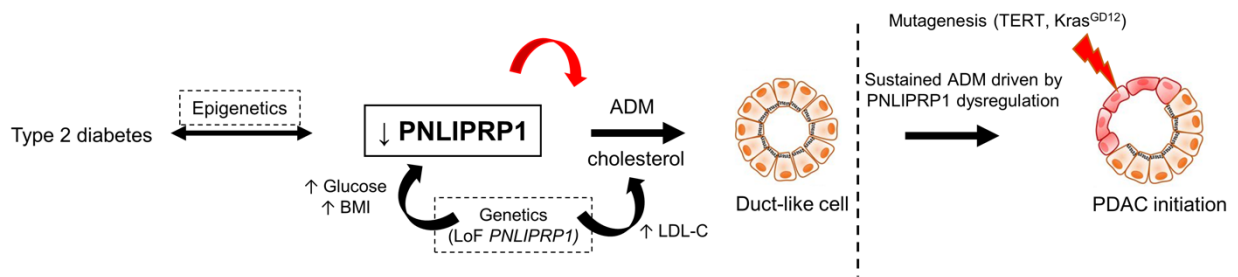 Mutagenesis (TERT, Kras^GD12)
Epigenetics
Type 2 diabetes
↓ PNLIPRP1
ADM
cholesterol
Sustained ADM driven by
PNLIPRP1 dysregulation
↑ Glucose
↑ BMI
Genetics
(LoF PNLIPRP1)
↑ LDL-C
Duct-like cell
PDAC initiation